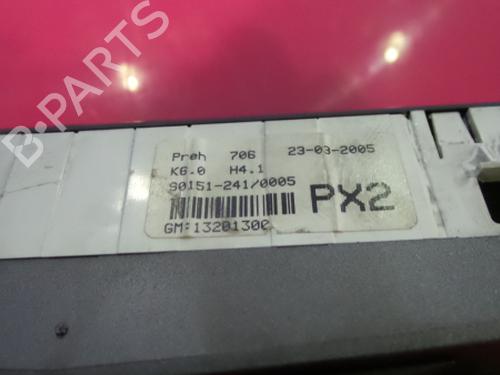 B-PARTS
Preh 706 23-03-2005
K6.0 H4.1
90151-241/0005
PX2
GM:13201300